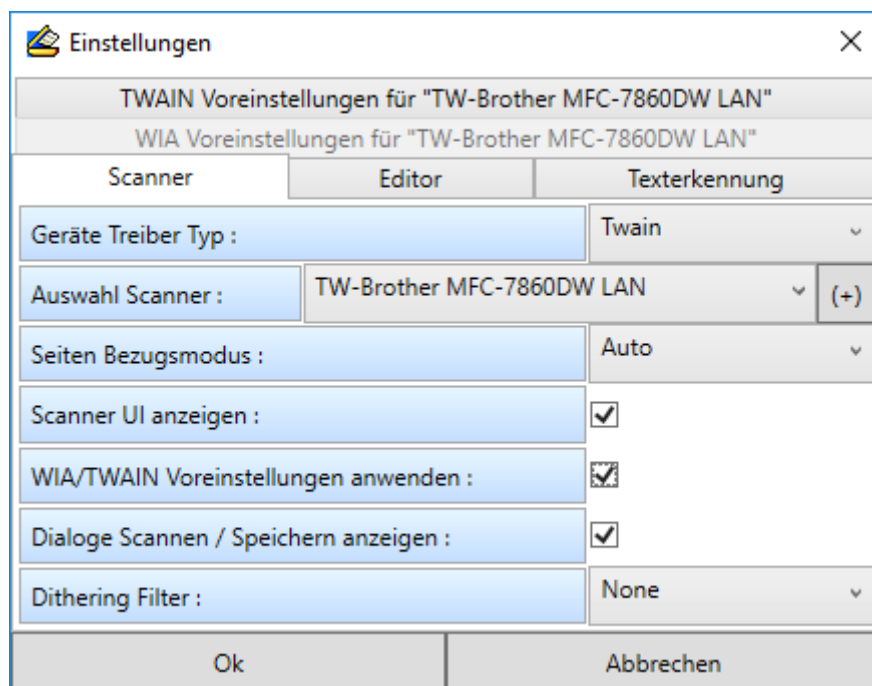 Einstellungen
TWAIN Voreinstellungen für "TW-Brother MFC-7860DW LAN"
WIA Voreinstellungen für "TW-Brother MFC-7860DW LAN"
Scanner Editor Texterkennung
Geräte Treiber Typ : Twain
Auswahl Scanner : TW-Brother MFC-7860DW LAN (+)
Seiten Bezugsmodus : Auto
Scanner UI anzeigen :
WIA/TWAIN Voreinstellungen anwenden :
Dialoge Scannen / Speichern anzeigen :
Dithering Filter : None
Ok Abbrechen